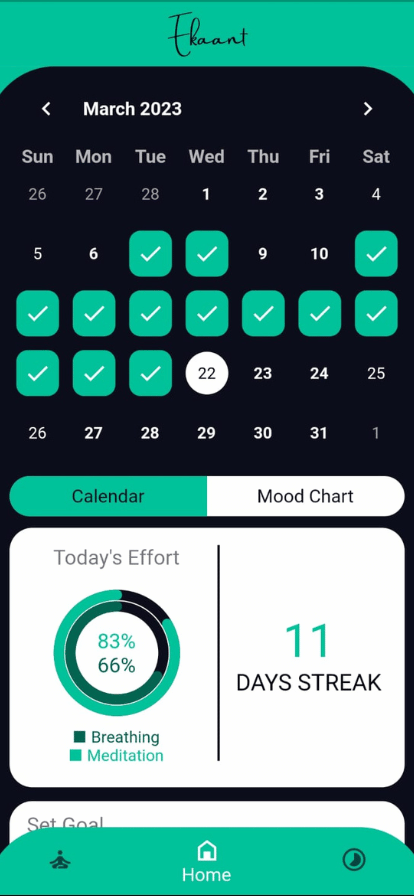 Ekaant
March 2023
Sun Mon Tue Wed Thu Fri Sat
26 27 28 1 2 3 4
5 6 9 10
22 23 24 25
26 27 28 29 30 31 1
Calendar Mood Chart
Today's Effort
83%
66%
Breathing
Meditation
11
DAYS STREAK
Set Goal
Home